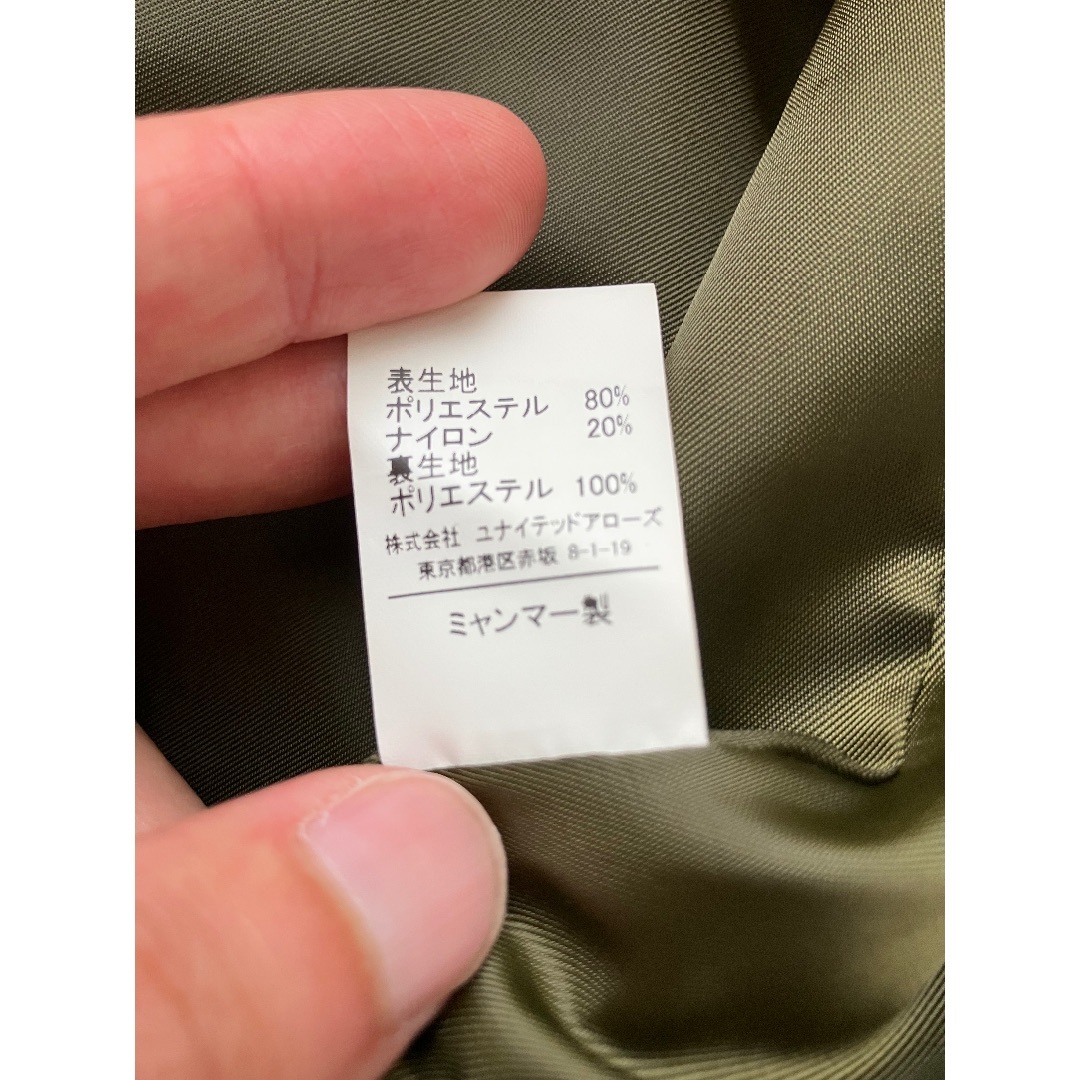 表生地
ポリエステル 80%
ナイロン 20%
裏生地
ポリエステル 100%
株式会社 ユナイテッドアローズ
東京都港区赤坂 8-1-19
ミャンマー製